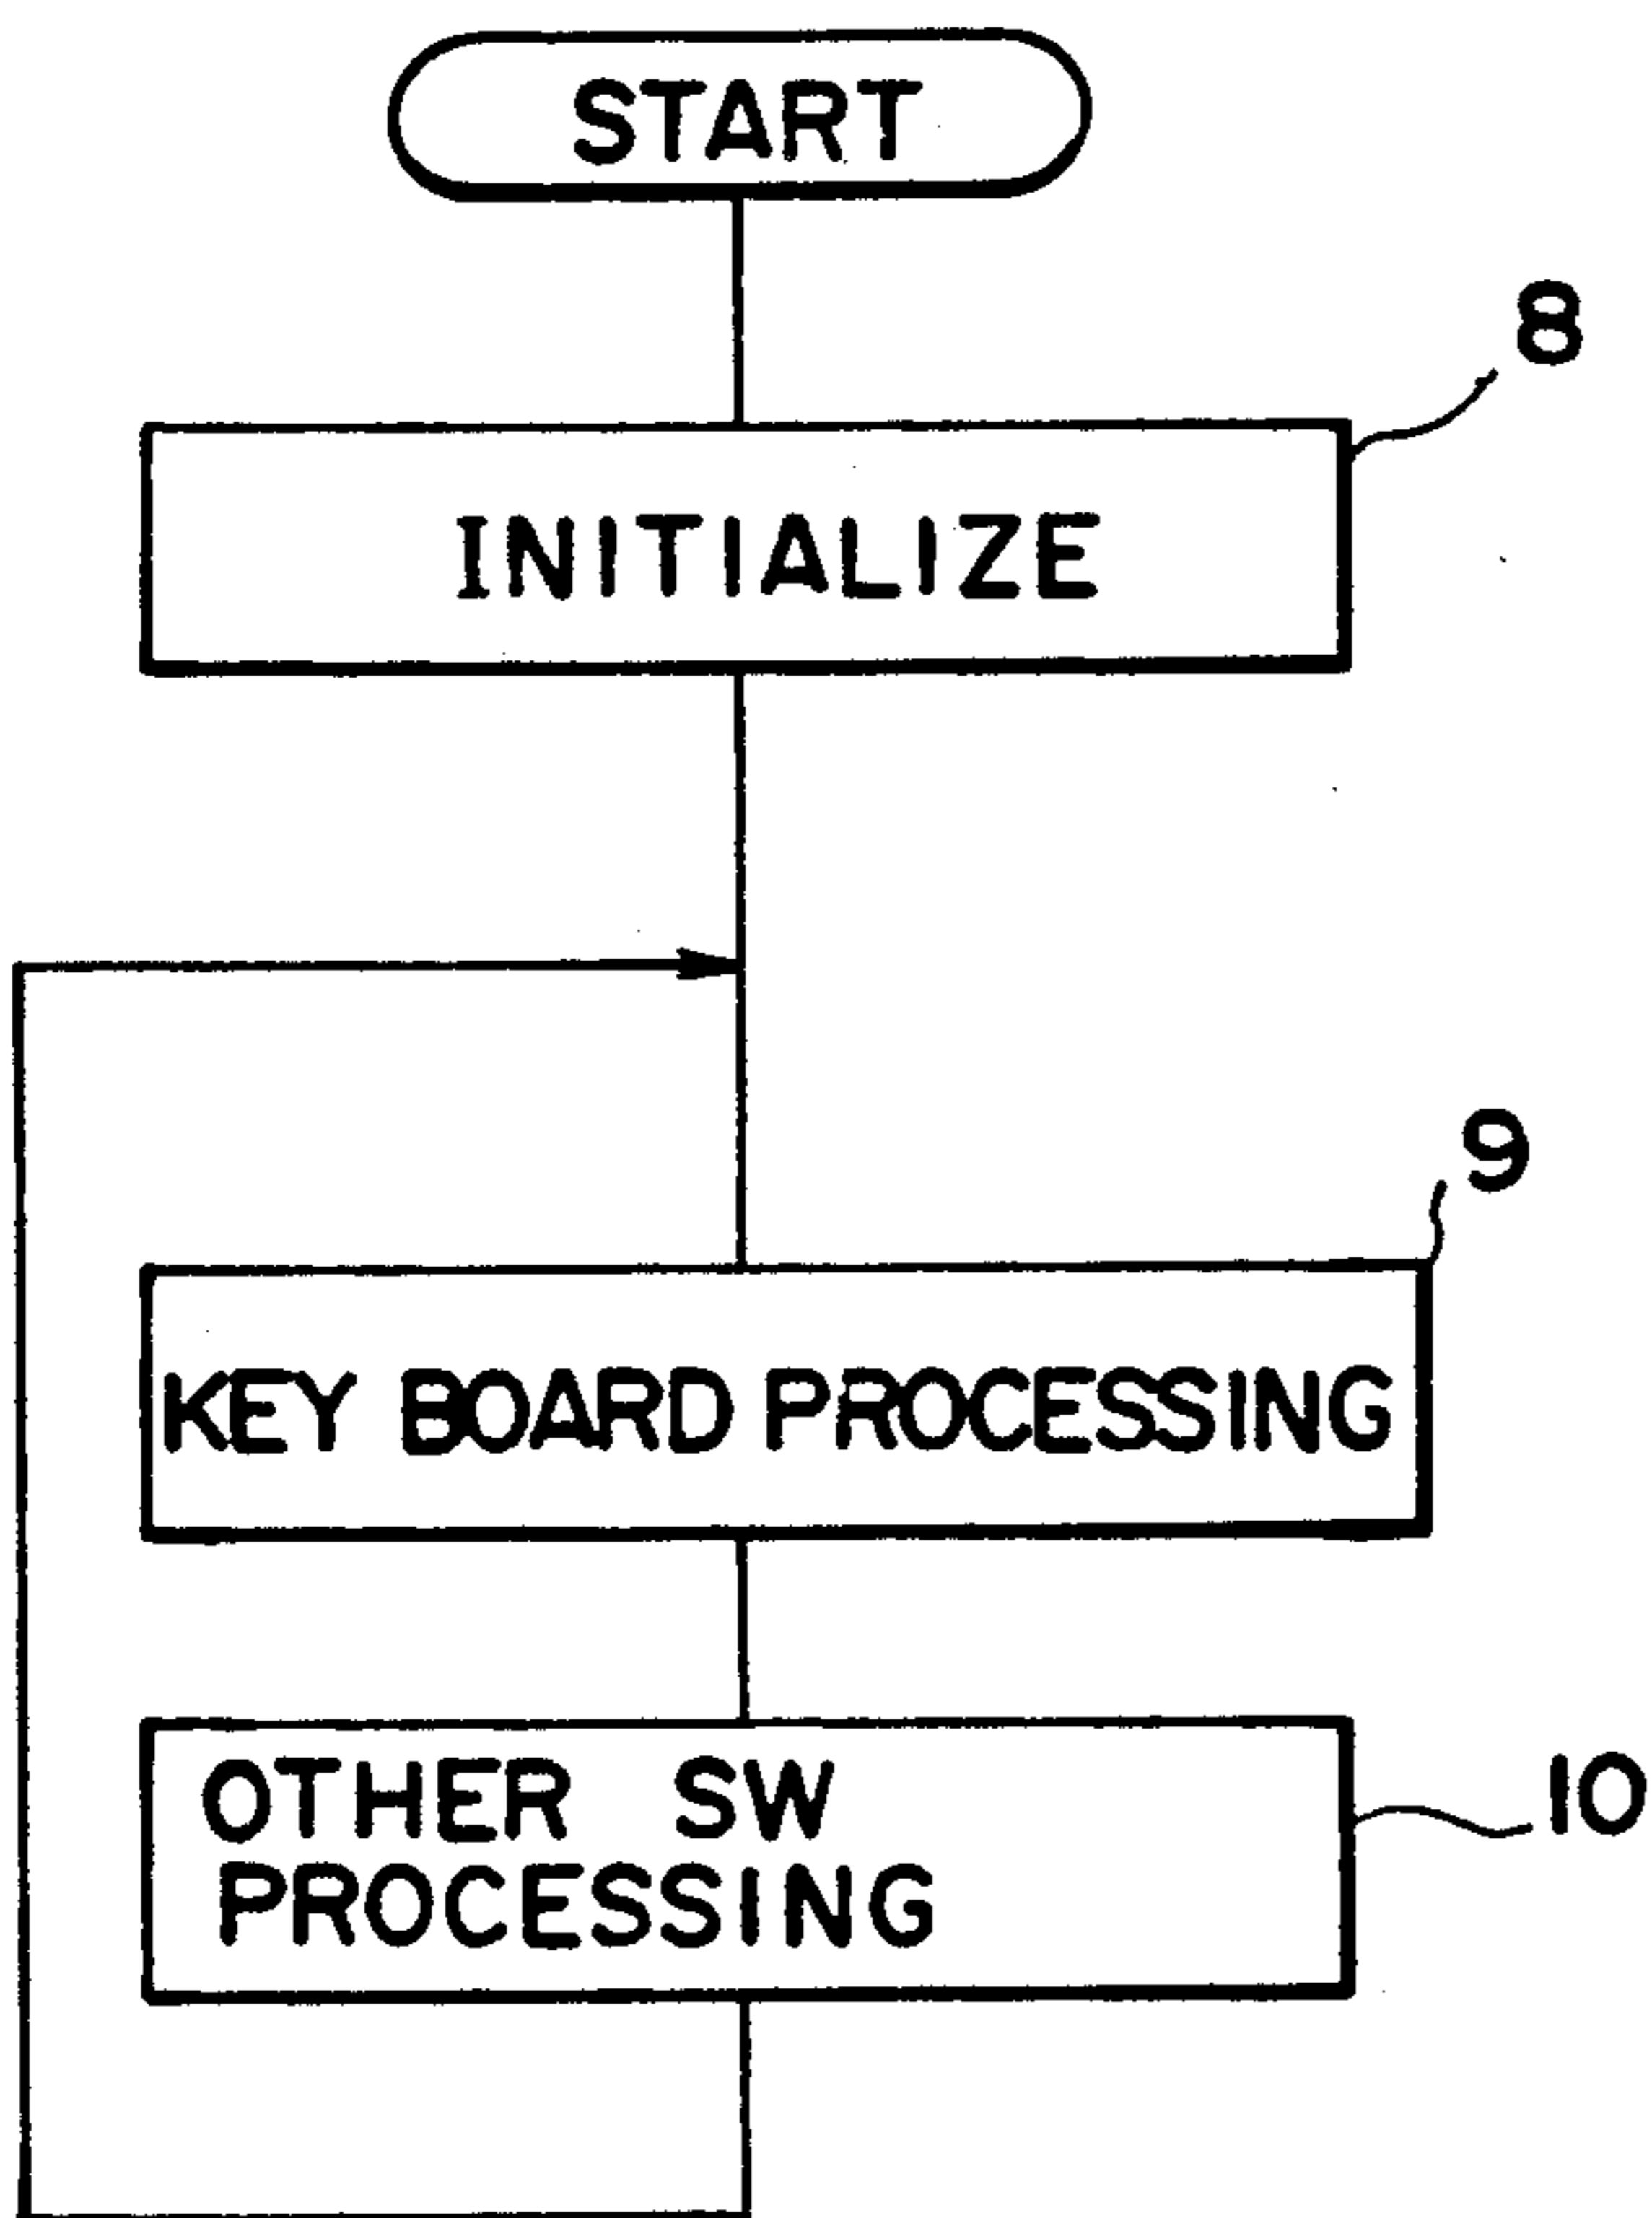 START
8
INITIALIZE
9
KEY BOARD PROCESSING
OTHER SW
10
PROCESSING